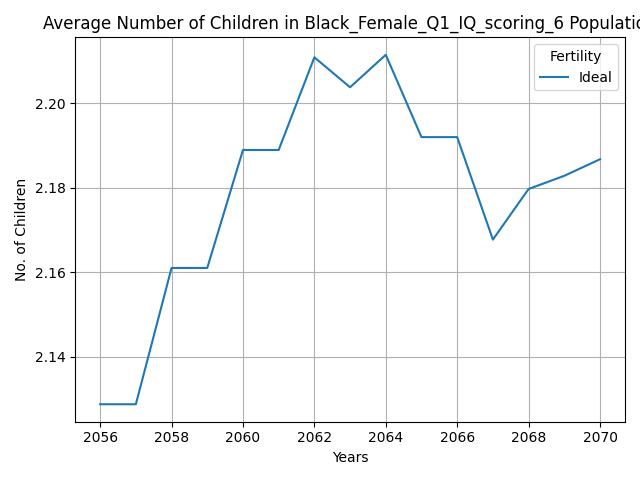 Average Number of Children in Black_Female_Q1_IQ_scoring_6 Populatio
Fertility
Ideal
2.20
2.18
2.16
2.14
No. of Children
2056 2058 2060 2062 2064 2066 2068 2070
Years